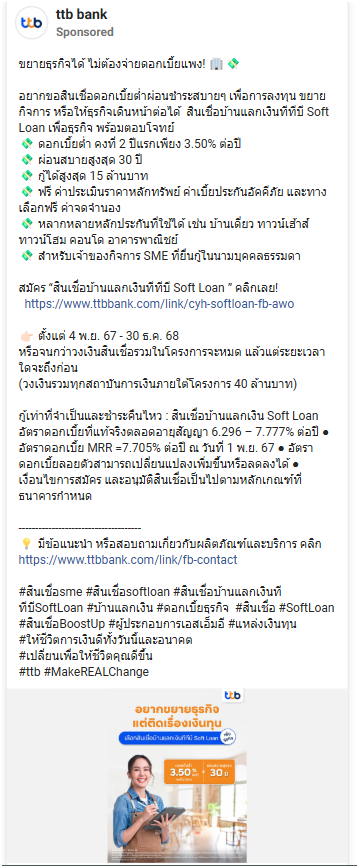 ttb bank
Sponsored
ttb
ขยายธุรกิจได้ ไม่ต้องจ่ายดอกเบี้ยแพง! 🏢 💸
อยากขอสินเชื่อดอกเบี้ยต่ำผ่อนชำระสบายๆ เพื่อการลงทุน ขยาย
กิจการ หรือให้ธุรกิจเดินหน้าต่อได้  สินเชื่อบ้านแลกเงินทีทีบี Soft
Loan เพื่อธุรกิจ พร้อมตอบโจทย์
💸 ดอกเบี้ยต่ำ คงที่ 2 ปีแรกเพียง 3.50% ต่อปี
💸 ผ่อนสบายสูงสุด 30 ปี
💸 กู้ได้สูงสุด 15 ล้านบาท
💸 ฟรี ค่าประเมินราคาหลักทรัพย์ ค่าเบี้ยประกันอัคคีภัย และทาง
เลือกฟรี ค่าจดจำนอง
💸 หลากหลายหลักประกันที่ใช้ได้ เช่น บ้านเดี่ยว ทาวน์เฮ้าส์
ทาวน์โฮม คอนโด อาคารพาณิชย์
💸 สำหรับเจ้าของกิจการ SME ที่ยื่นกู้ในนามบุคคลธรรมดา
สมัคร “สินเชื่อบ้านแลกเงินทีทีบี Soft Loan ” คลิกเลย!
https://www.ttbbank.com/link/cyh-softloan-fb-awo
👉🏻 ตั้งแต่ 4 พ.ย. 67 - 30 ธ.ค. 68
หรือจนกว่าวงเงินสินเชื่อรวมในโครงการจะหมด แล้วแต่ระยะเวลา
ใดจะถึงก่อน
(วงเงินรวมทุกสถาบันการเงินภายใต้โครงการ 40 ล้านบาท)
กู้เท่าที่จำเป็นและชำระคืนไหว : สินเชื่อบ้านแลกเงิน Soft Loan
อัตราดอกเบี้ยที่แท้จริงตลอดอายุสัญญา 6.296 – 7.777% ต่อปี ●
อัตราดอกเบี้ย MRR =7.705% ต่อปี ณ วันที่ 1 พ.ย. 67 ● อัตรา
ดอกเบี้ยลอยตัวสามารถเปลี่ยนแปลงเพิ่มขึ้นหรือลดลงได้ ●
เงื่อนไขการสมัคร และอนุมัติสินเชื่อเป็นไปตามหลักเกณฑ์ที่
ธนาคารกำหนด
--------------------------------------
💡 มีข้อแนะนำ หรือสอบถามเกี่ยวกับผลิตภัณฑ์และบริการ คลิก
https://www.ttbbank.com/link/fb-contact
#สินเชื่อsme #สินเชื่อsoftloan #สินเชื่อบ้านแลกเงินที
ทีบีSoftLoan #บ้านแลกเงิน #ดอกเบี้ยธุรกิจ  #สินเชื่อ #SoftLoan
#สินเชื่อBoostUp #ผู้ประกอบการเอสเอ็มอี #แหล่งเงินทุน
#ให้ชีวิตการเงินดีทั้งวันนี้และอนาคต
#เปลี่ยนเพื่อให้ชีวิตคุณดีขึ้น
#ttb #MakeREALChange
ttb
อยากขยายธุรกิจ
แต่ติดเรื่องเงินทุน
เลือกสินเชื่อบ้านแลกเงินทีทีบี Soft Loan
3.50% 30 ปี